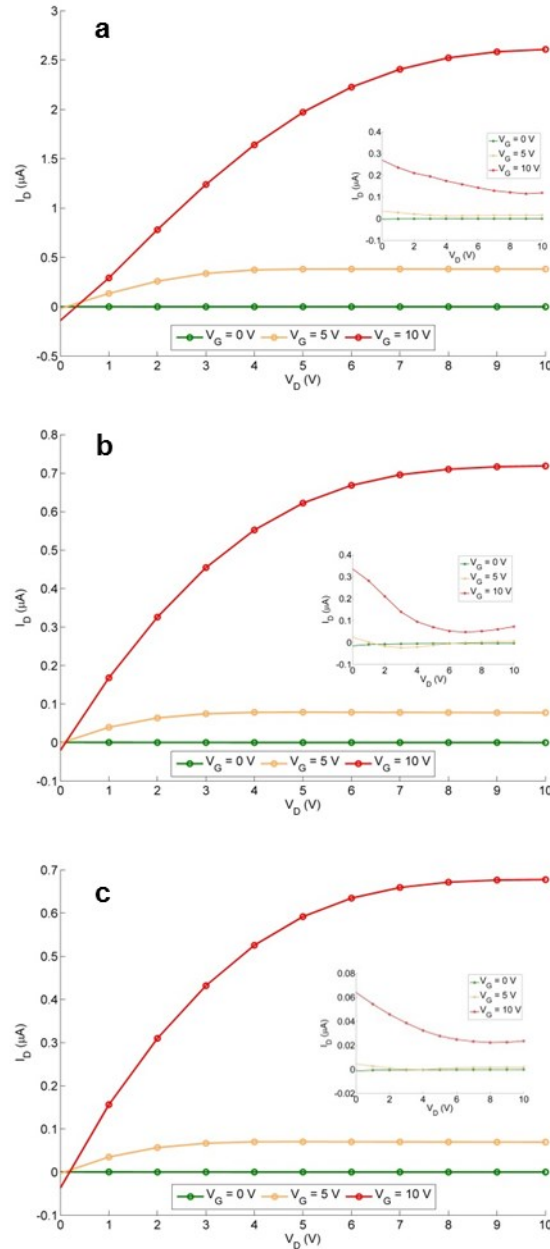 a
3
2.5
2
1.5
1
0.5
0
-0.5
I_D (μA)
0 1 2 3 4 5 6 7 8 9 10
V_D (V)
V_G = 0 V V_G = 5 V V_G = 10 V
0.4
0.3
0.2
0.1
0
-0.1
I_D (μA)
0 2 4 6 8 10
V_D (V)
V_G = 0 V
V_G = 5 V
V_G = 10 V
b
0.8
0.7
0.6
0.5
0.4
0.3
0.2
0.1
0
-0.1
I_D (μA)
0 1 2 3 4 5 6 7 8 9 10
V_D (V)
V_G = 0 V V_G = 5 V V_G = 10 V
0.4
0.3
0.2
0.1
0
-0.1
I_D (μA)
0 2 4 6 8 10
V_D (V)
V_G = 0 V
V_G = 5 V
V_G = 10 V
c
0.7
0.6
0.5
0.4
0.3
0.2
0.1
0
-0.1
I_D (μA)
0 1 2 3 4 5 6 7 8 9 10
V_D (V)
V_G = 0 V V_G = 5 V V_G = 10 V
0.08
0.06
0.04
0.02
0
-0.02
I_D (μA)
0 2 4 6 8 10
V_D (V)
V_G = 0 V
V_G = 5 V
V_G = 10 V